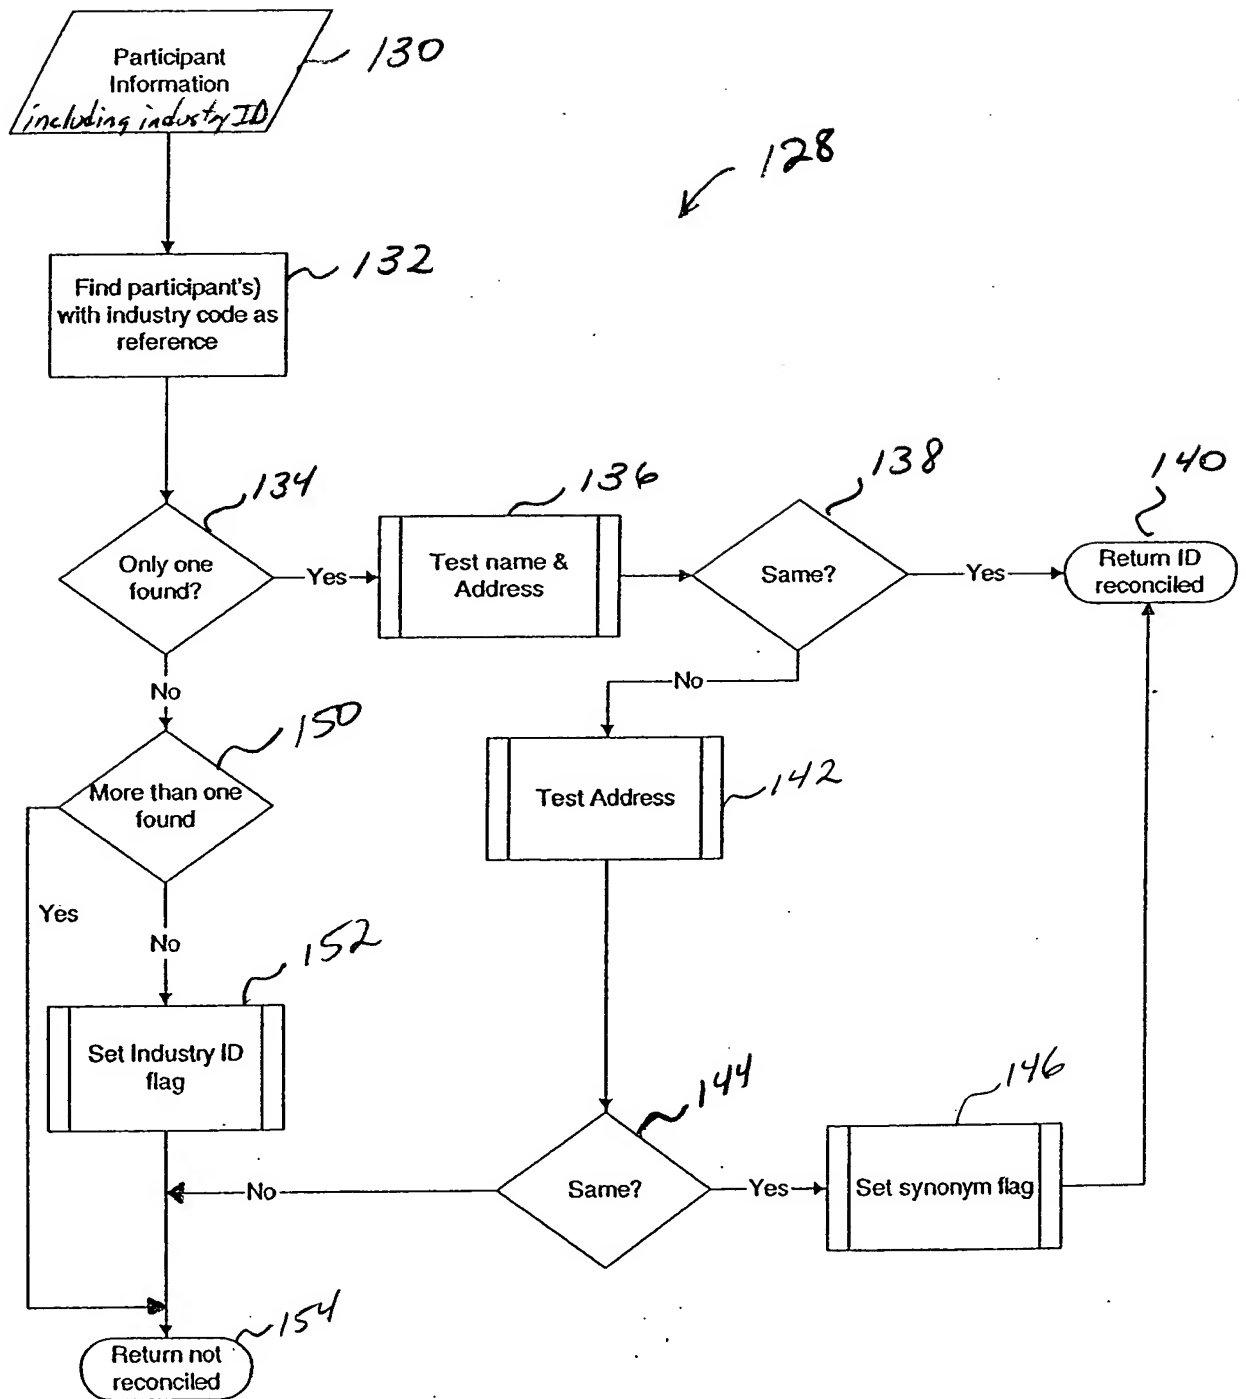 Participant
Information
including industry ID
130
128
Find participant's)
with industry code as
reference
132
Only one
found?
134
Yes
Test name &
Address
136
Same?
138
Yes
Return ID
reconciled
140
No
No
More than one
found
150
Test Address
142
Yes
No
Set Industry ID
flag
152
Same?
144
No
Yes
Set synonym flag
146
Return not
reconciled
154